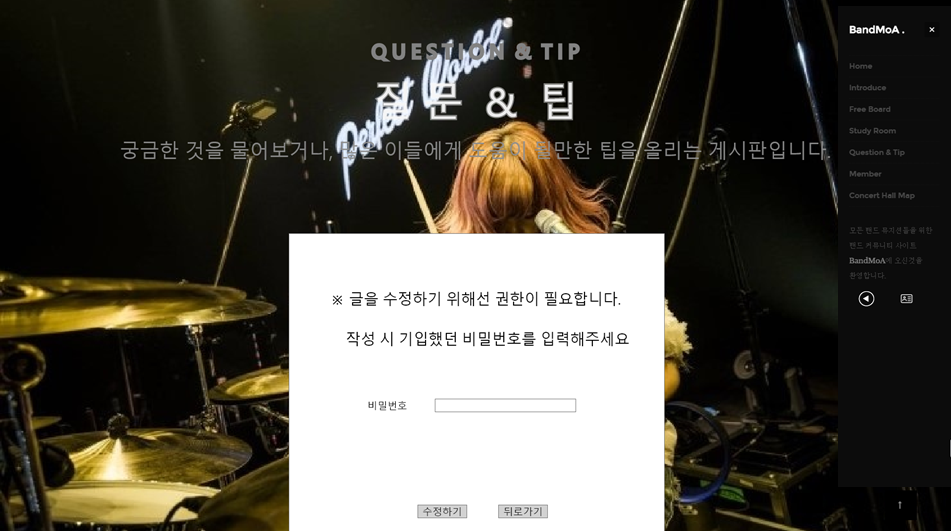 QUESTION & TIP
Perfect World
질문 & 팁
궁금한 것을 물어보거나, 많은 이들에게 도움이 될만한 팁을 올리는 게시판입니다.
※ 글을 수정하기 위해선 권한이 필요합니다.
작성 시 기입했던 비밀번호를 입력해주세요
비밀번호
수정하기
뒤로가기
BandMoA .
×
Home
Introduce
Free Board
Study Room
Question & Tip
Member
Concert Hall Map
모든 밴드 뮤지션들을 위한
밴드 커뮤니티 사이트
BandMoA에 오신것을
환영합니다.
↑